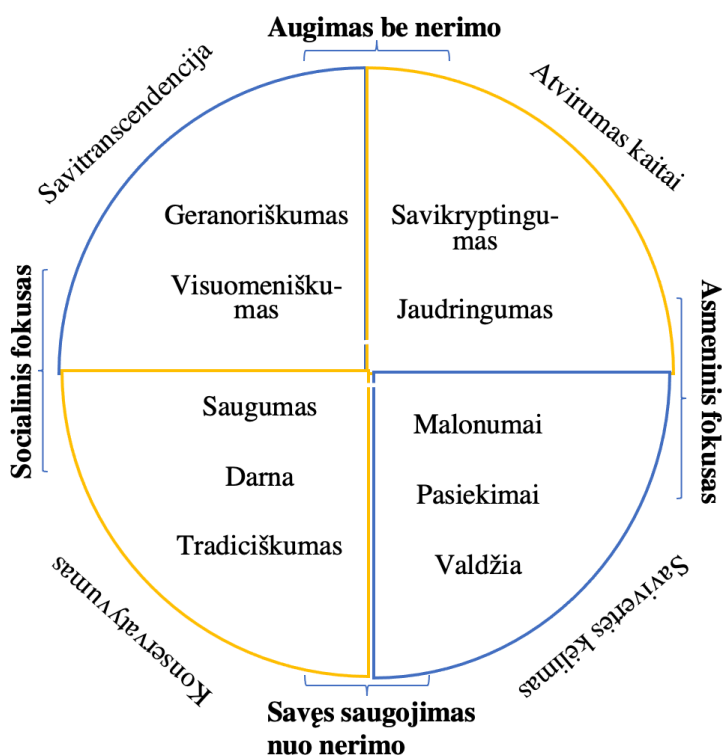 Augimas be nerimo
Savitranscendencija
Atvirumas kaitai
Geranoriškumas
Visuomenišku-
mas
Savikryptingu-
mas
Jaudringumas
Socialinis fokusas
Asmeninis fokusas
Saugumas
Darna
Tradiciškumas
Malonumai
Pasiekimai
Valdžia
Konservatyvumas
Savivertės kėlimas
Savęs saugojimas
nuo nerimo